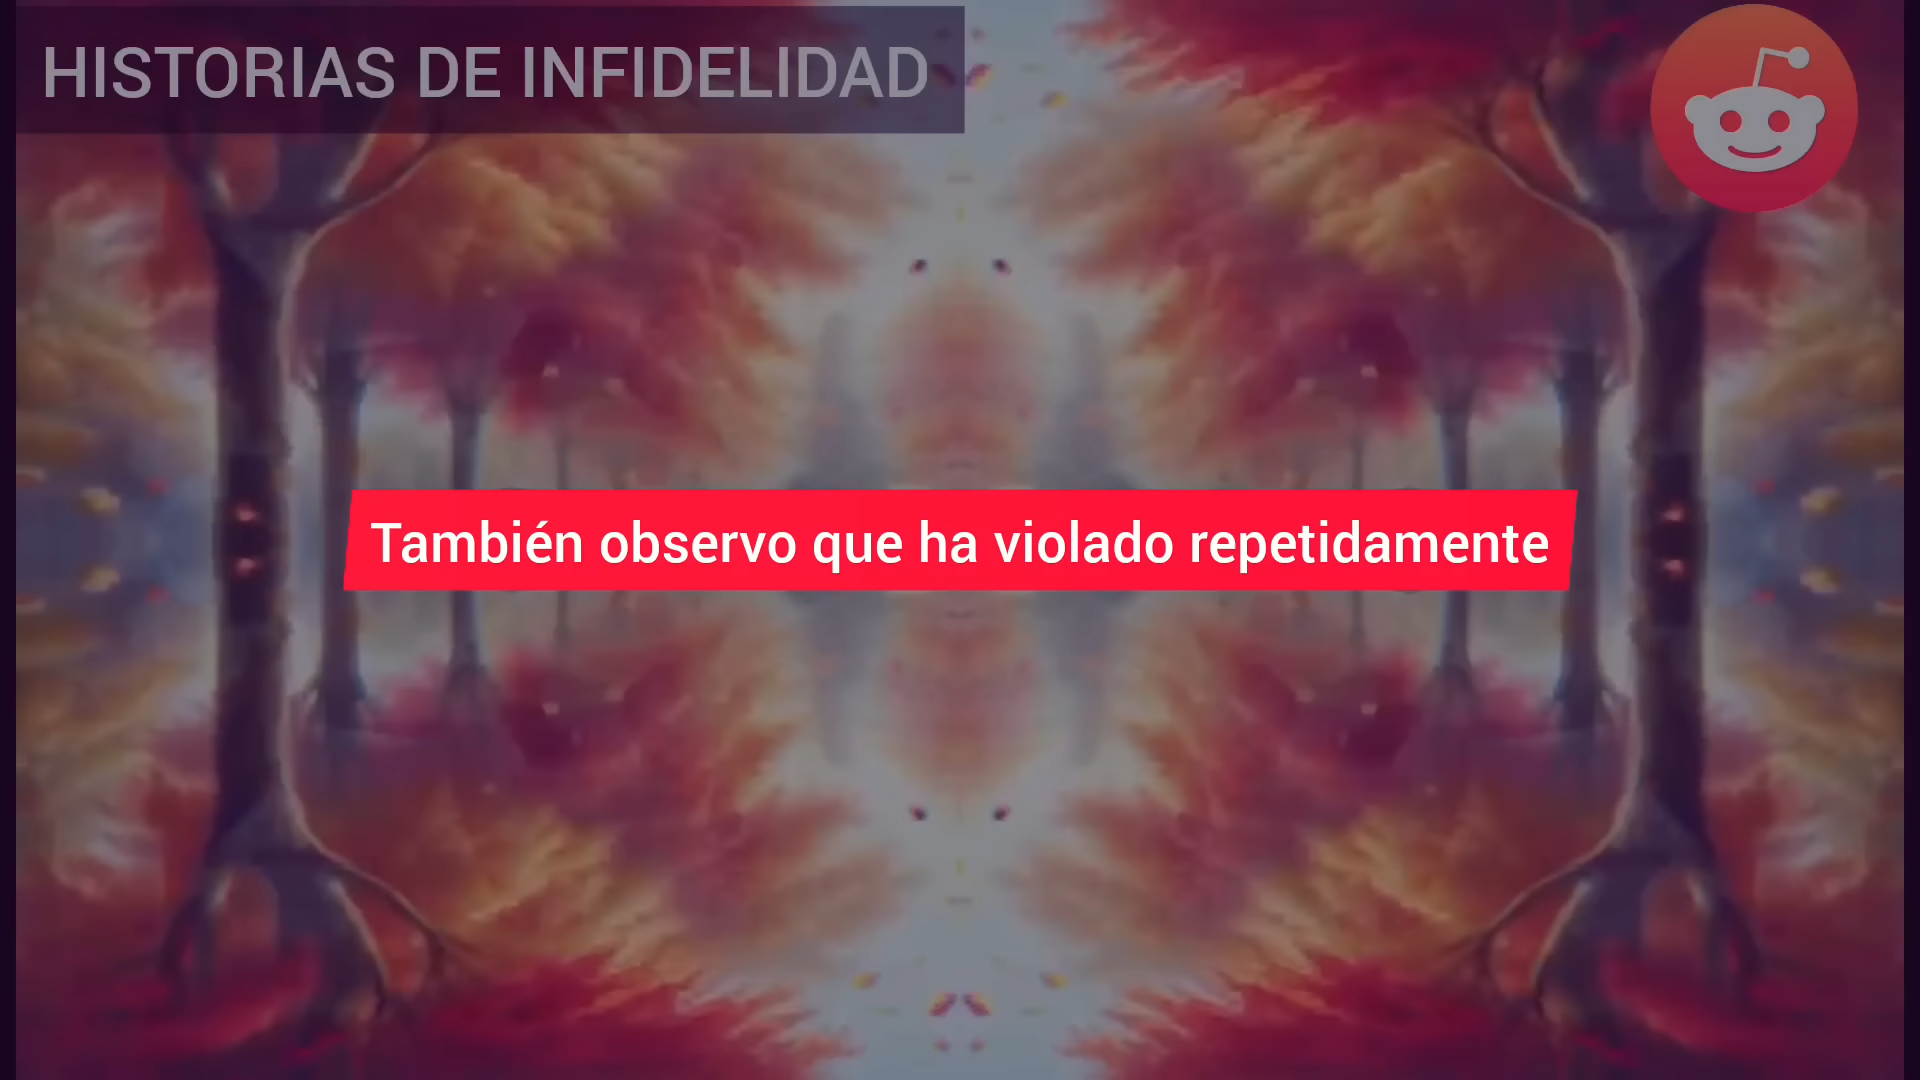 HISTORIAS DE INFIDELIDAD
También observo que ha violado repetidamente